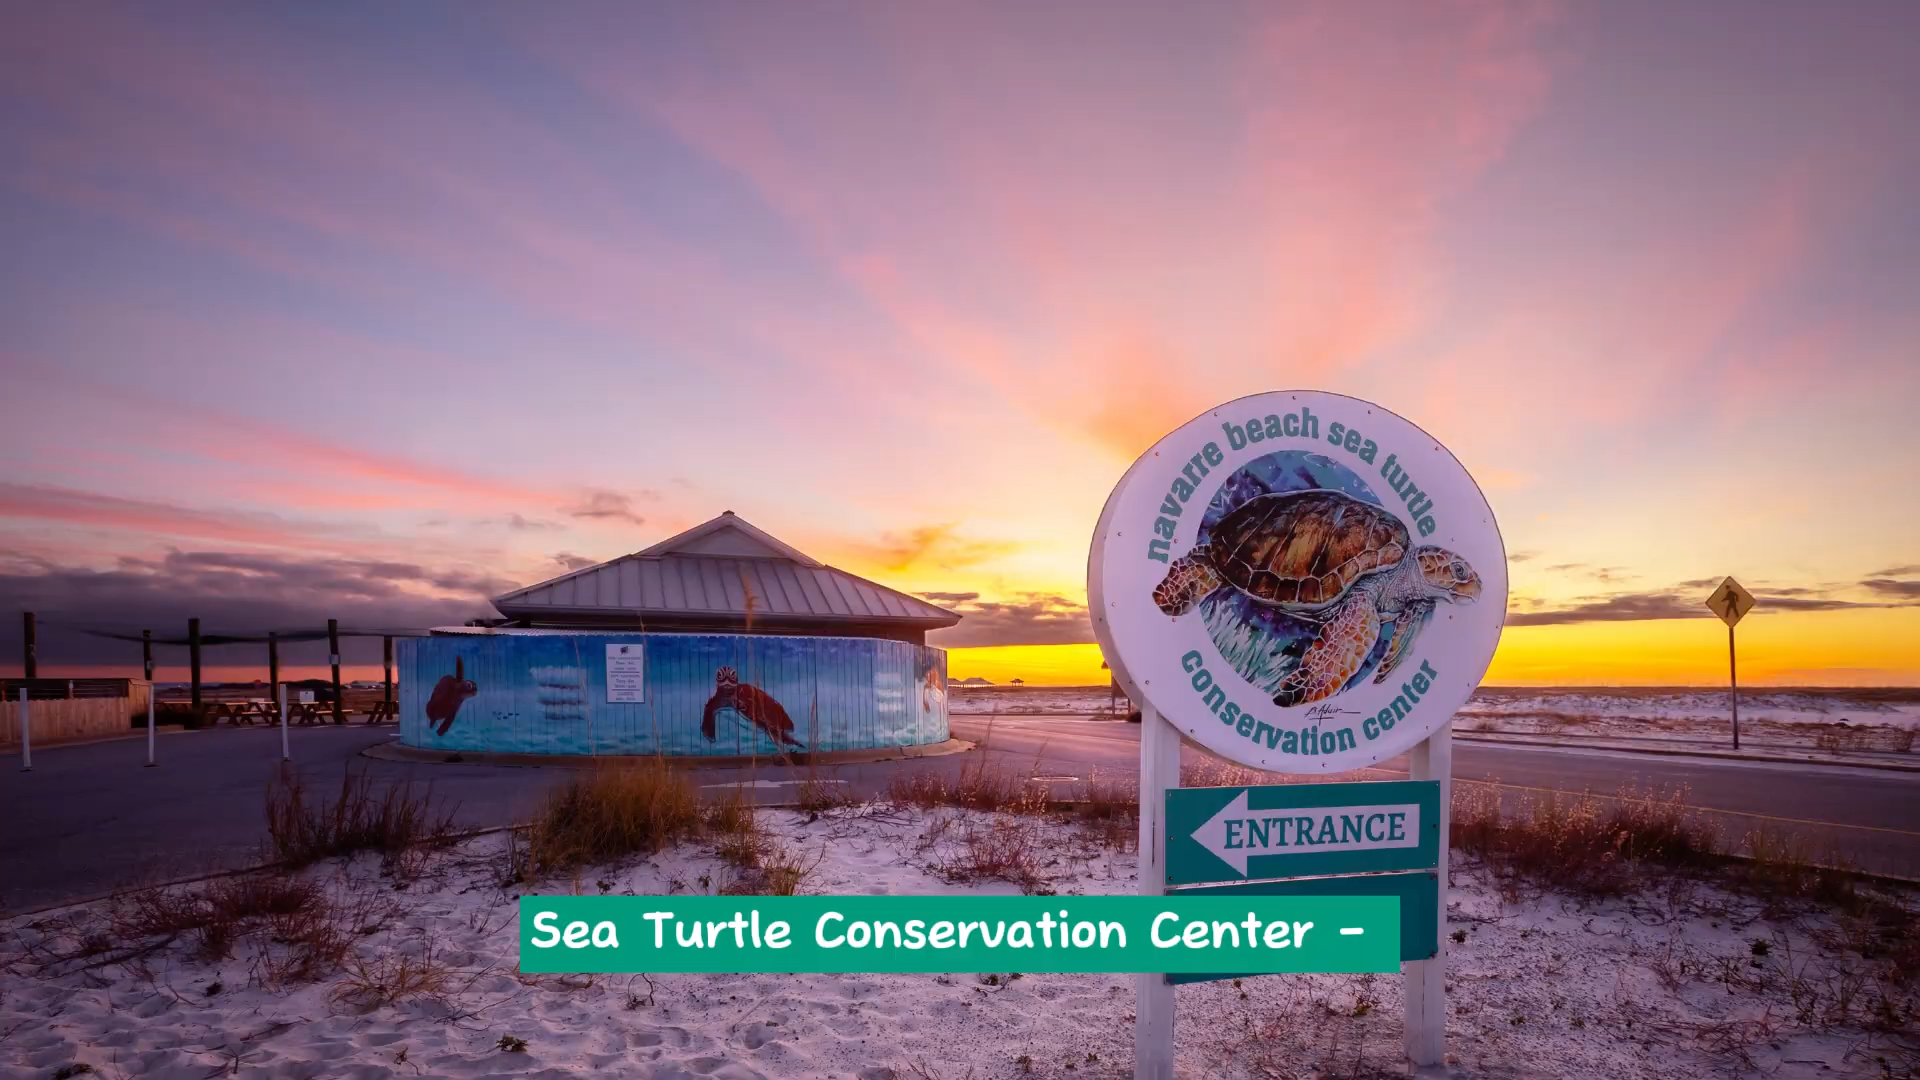 navarre beach sea turtle
conservation center
ENTRANCE
Sea Turtle Conservation Center -